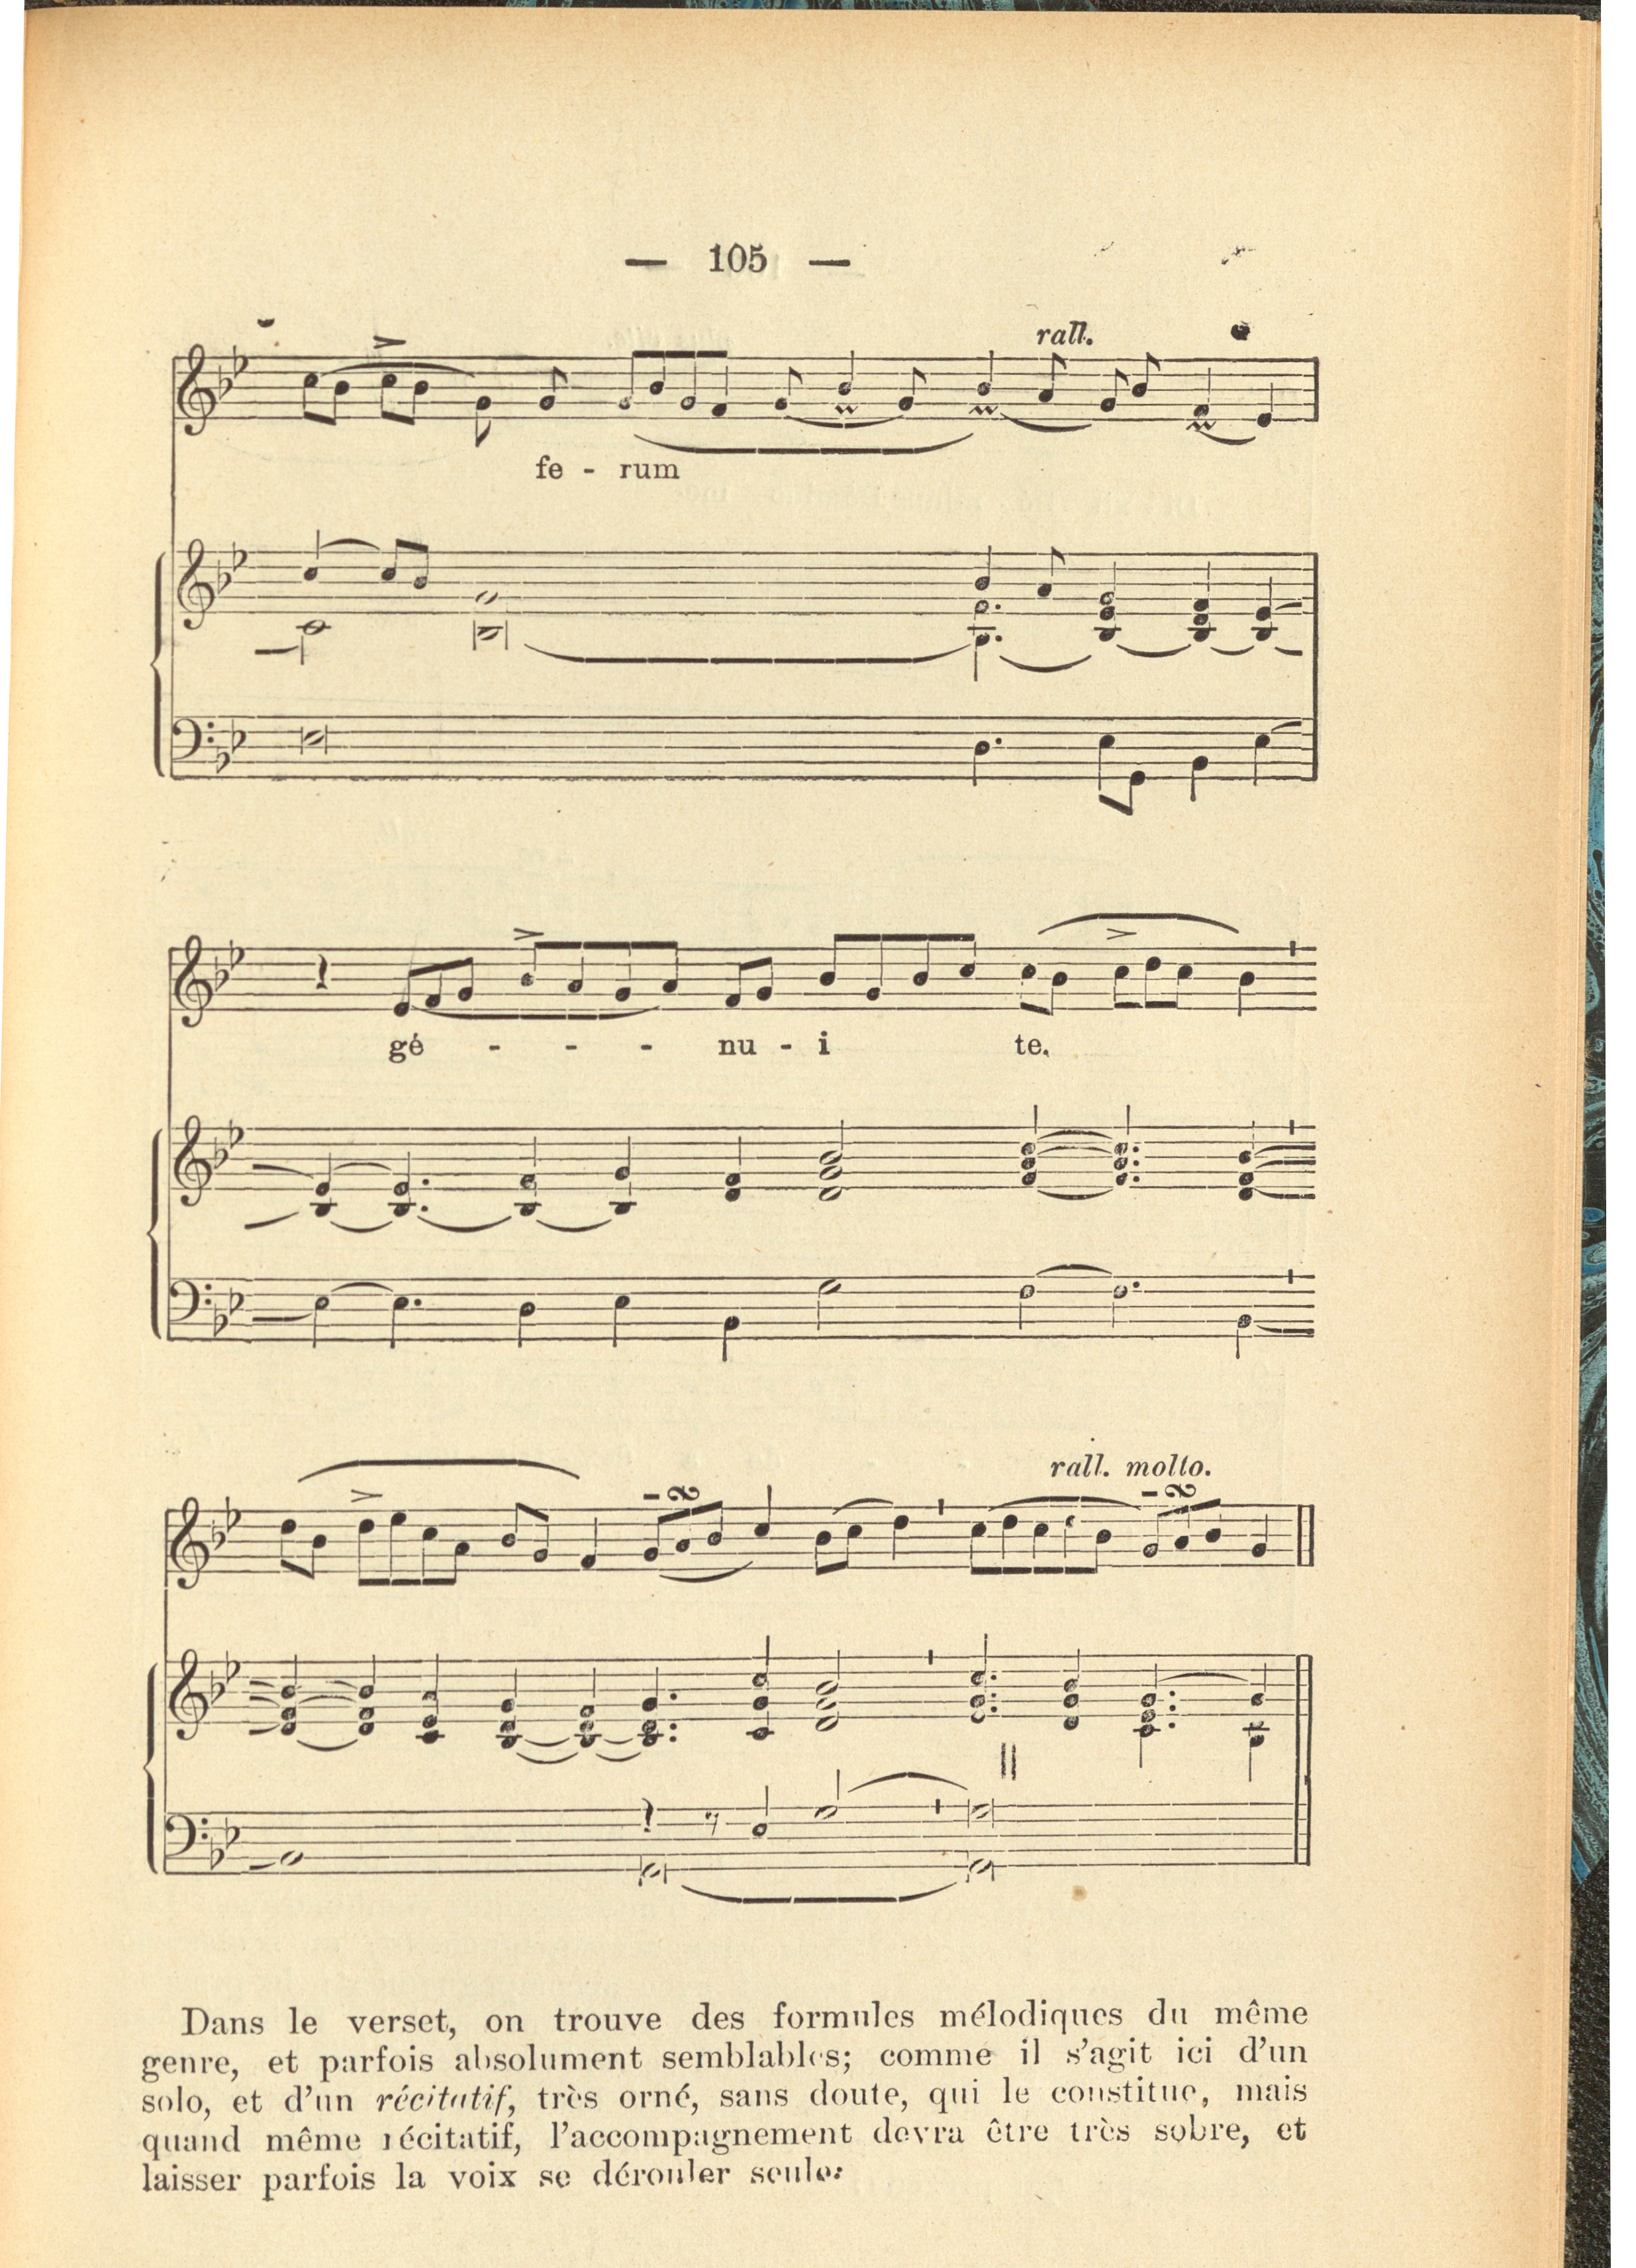 — 105 —
rall.
fe - rum
gé - - - nu - i te.
rall. molto.
Dans le verset, on trouve des formules mélodiques du même
genre, et parfois absolument semblables; comme il s'agit ici d'un
solo, et d'un récitatif, très orné, sans doute, qui le constitue, mais
quand même récitatif, l'accompagnement devra être très sobre, et
laisser parfois la voix se dérouler seule: